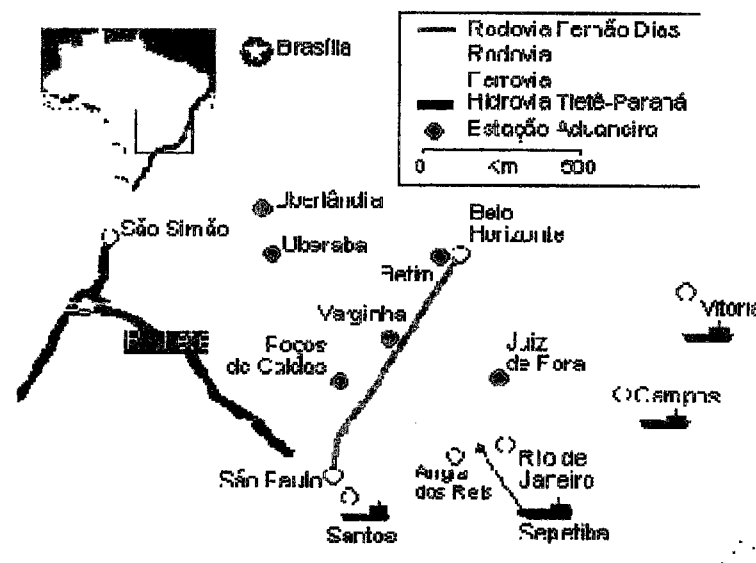 Brasília
Rodovia Fernão Dias
Rodovia
Ferrovia
Hidrovia Tietê-Paraná
Estação Aduaneira
0 Km 500
Uberlândia
São Simão
Uberaba
Belo
Horizonte
Betim
Vitória
Varginha
Poços
de Caldas
Juiz
de Fora
Campos
São Paulo
Angra
dos Reis
Rio de
Janeiro
Santos
Sepetiba